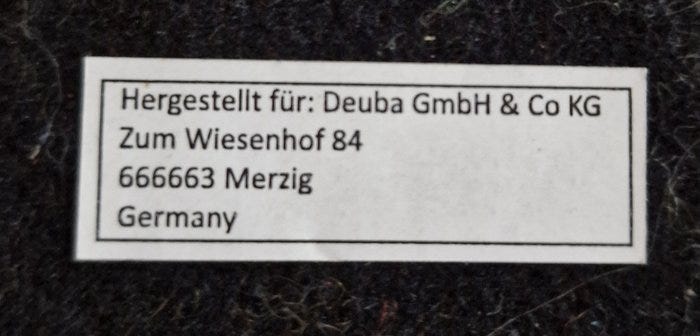 Hergestellt für: Deuba GmbH & Co KG
Zum Wiesenhof 84
666663 Merzig
Germany